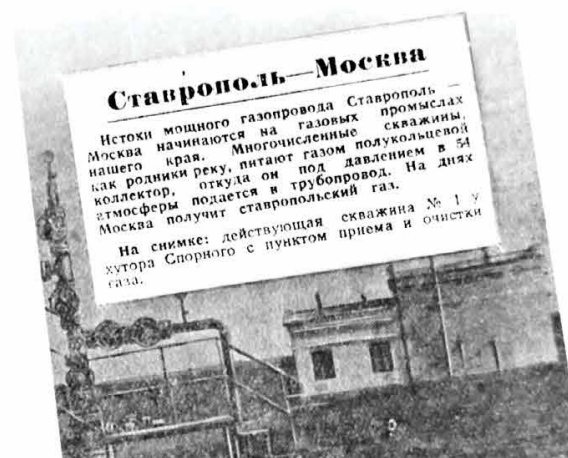 Ставрополь—Москва
Истоки мощного газопровода Ставрополь —
Москва начинаются на газовых промыслах
нашего края. Многочисленные скважины,
как родники реку, питают газом полукольцевой
коллектор, откуда он под давлением в 54
атмосферы подается в трубопровод. На днях
Москва получит ставропольский газ.
На снимке: действующая скважина № 1 у
хутора Спорного с пунктом приема и очистки
газа.